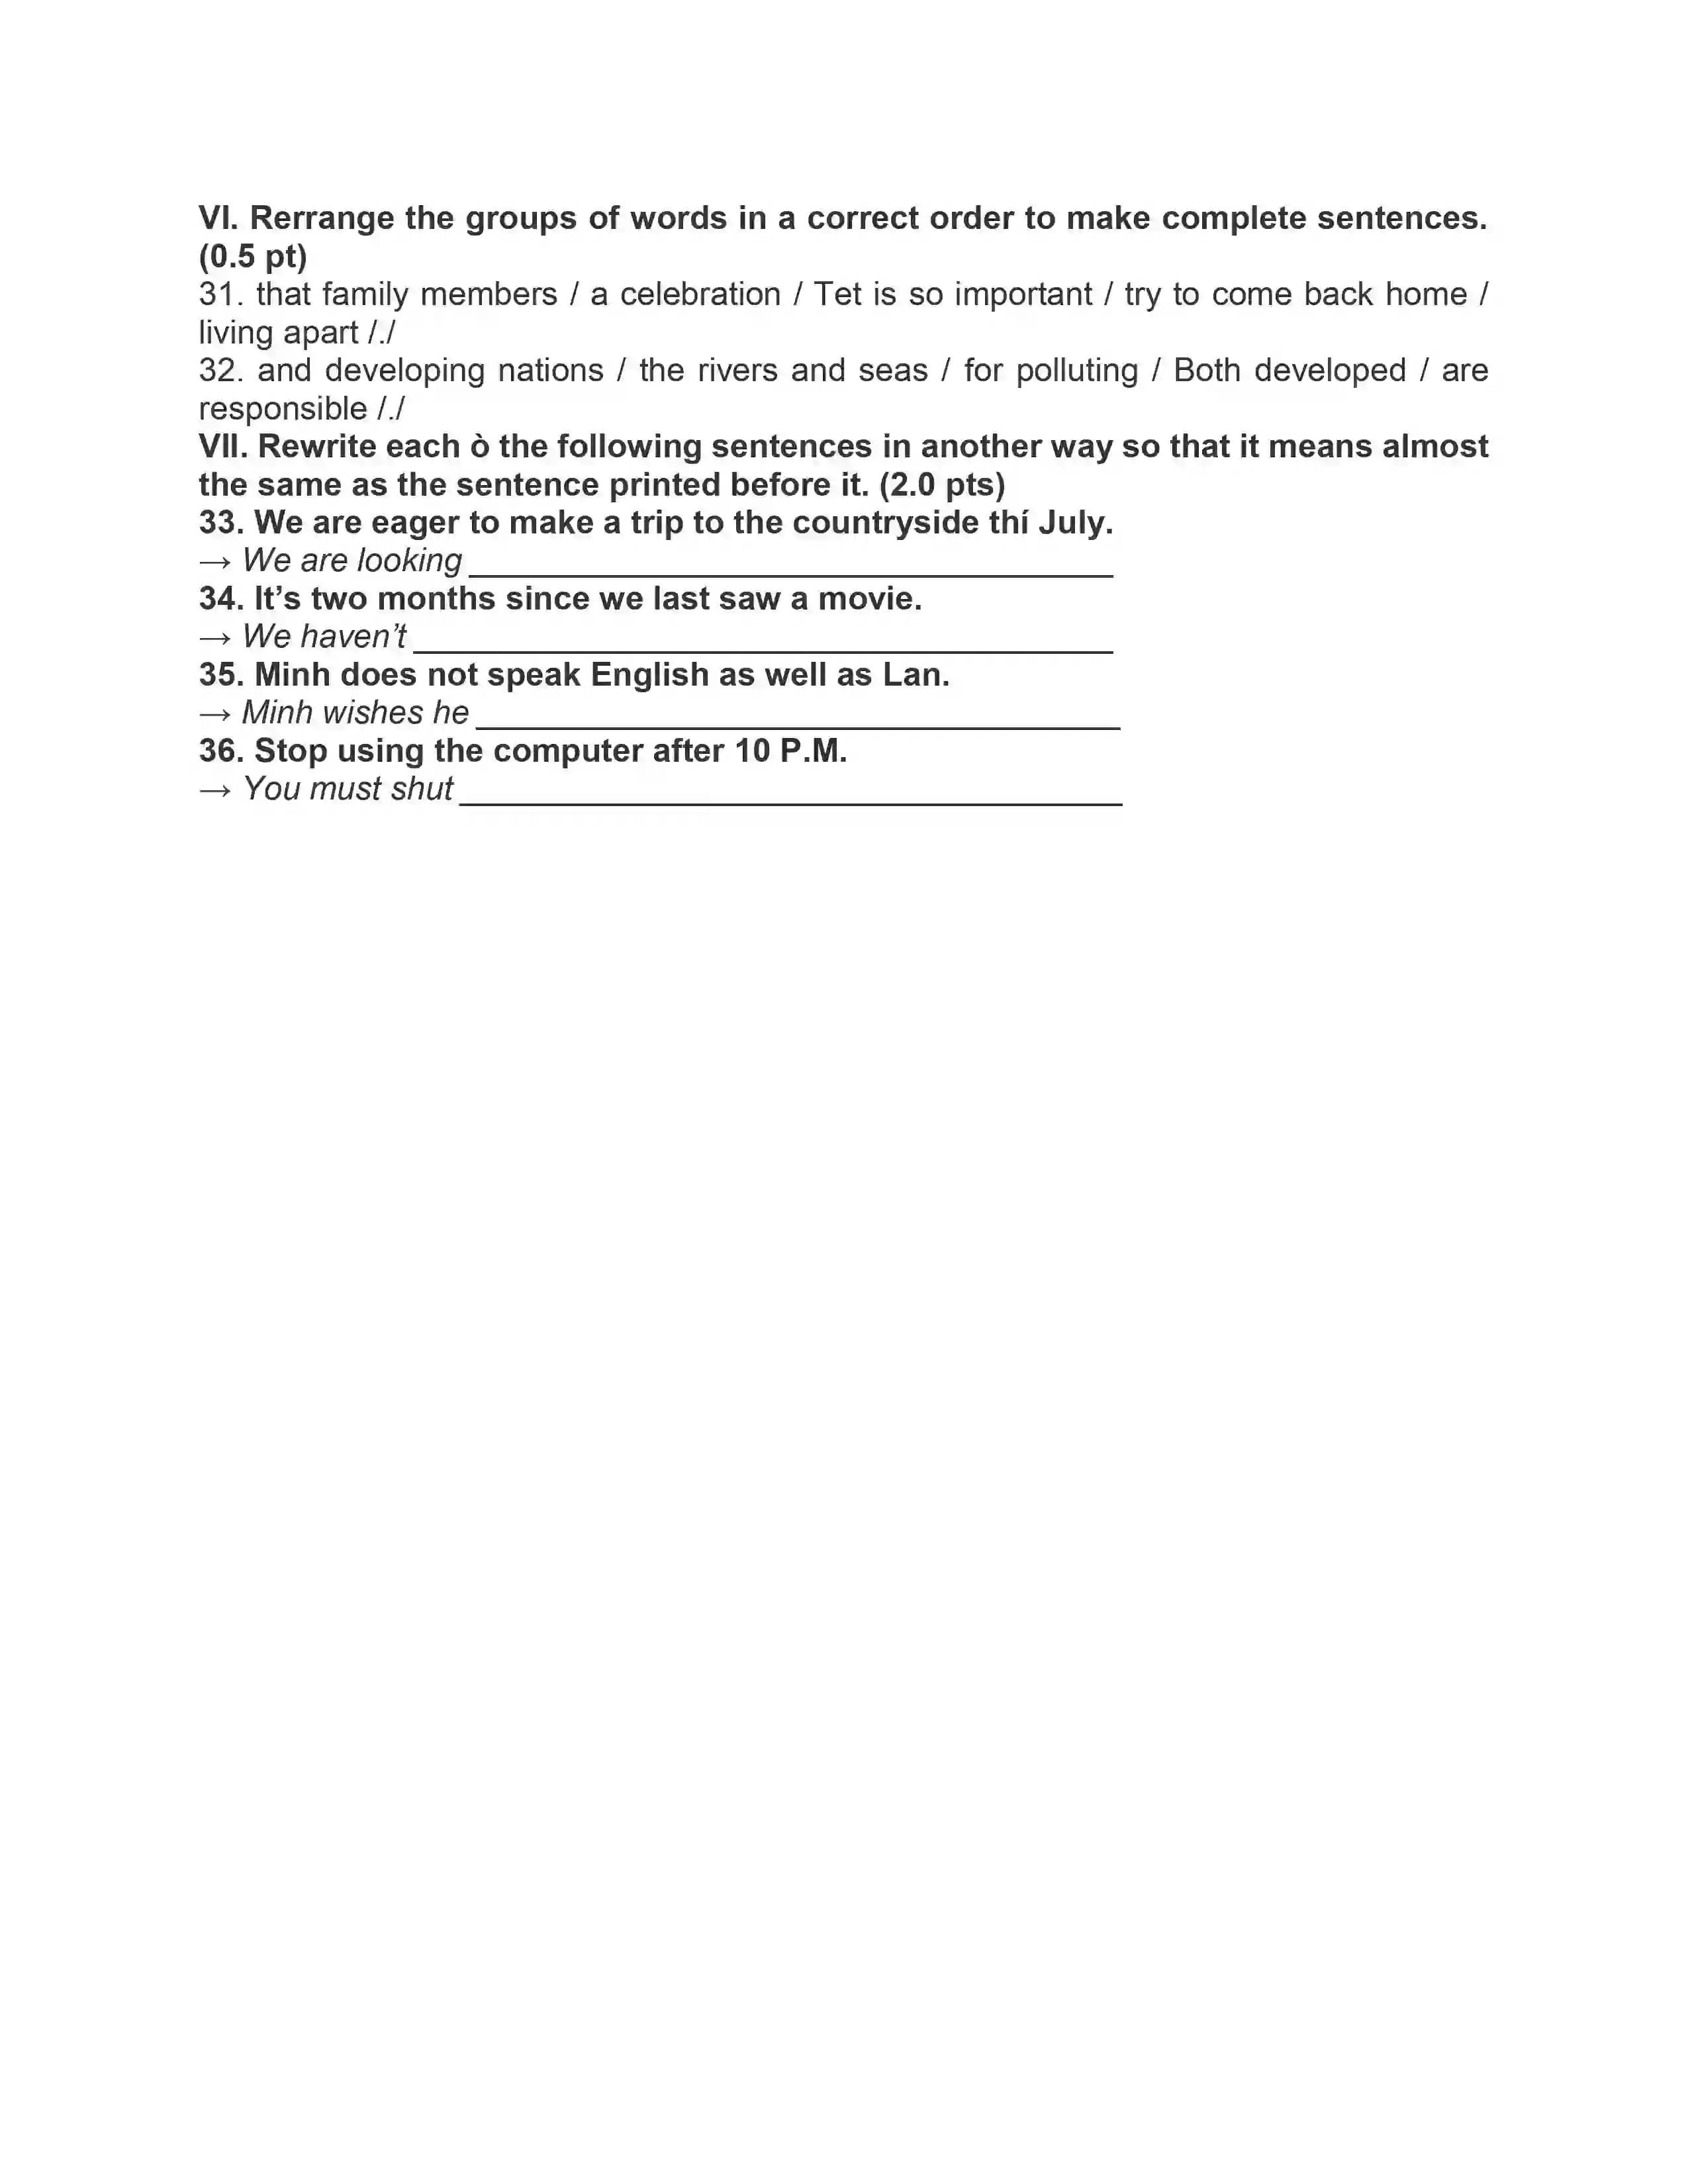 VI. Rerrange the groups of words in a correct order to make complete sentences.
(0.5 pt)
31. that family members / a celebration / Tet is so important / try to come back home /
living apart /./
32. and developing nations / the rivers and seas / for polluting / Both developed / are
responsible /./
VII. Rewrite each ò the following sentences in another way so that it means almost
the same as the sentence printed before it. (2.0 pts)
33. We are eager to make a trip to the countryside thí July.
→ We are looking ____________________
34. It’s two months since we last saw a movie.
→ We haven’t ____________________
35. Minh does not speak English as well as Lan.
→ Minh wishes he ____________________
36. Stop using the computer after 10 P.M.
→ You must shut ____________________